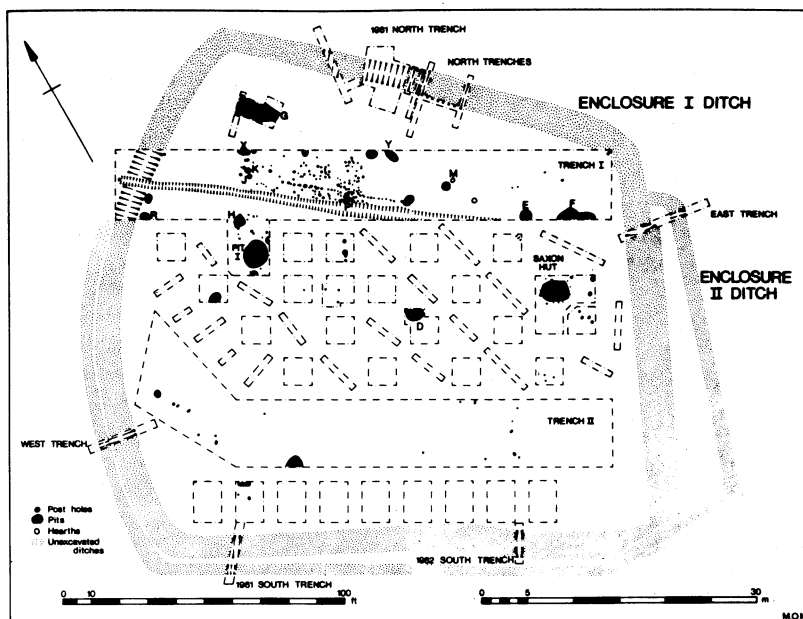 1981 NORTH TRENCH
NORTH TRENCHES
ENCLOSURE I DITCH
G
X
Y
K
J
L
M
TRENCH I
R
H
P
E
F
EAST TRENCH
PIT
I
SAXON
HUT
ENCLOSURE
II DITCH
D
TRENCH II
WEST TRENCH
Post holes
Pits
Hearths
Unexcavated
ditches
1982 SOUTH TRENCH
1981 SOUTH TRENCH
0 10 100
ft
0 5 30
m